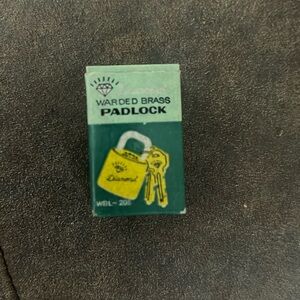 WARDED BRASS
PADLOCK
Diamond
WBL-205